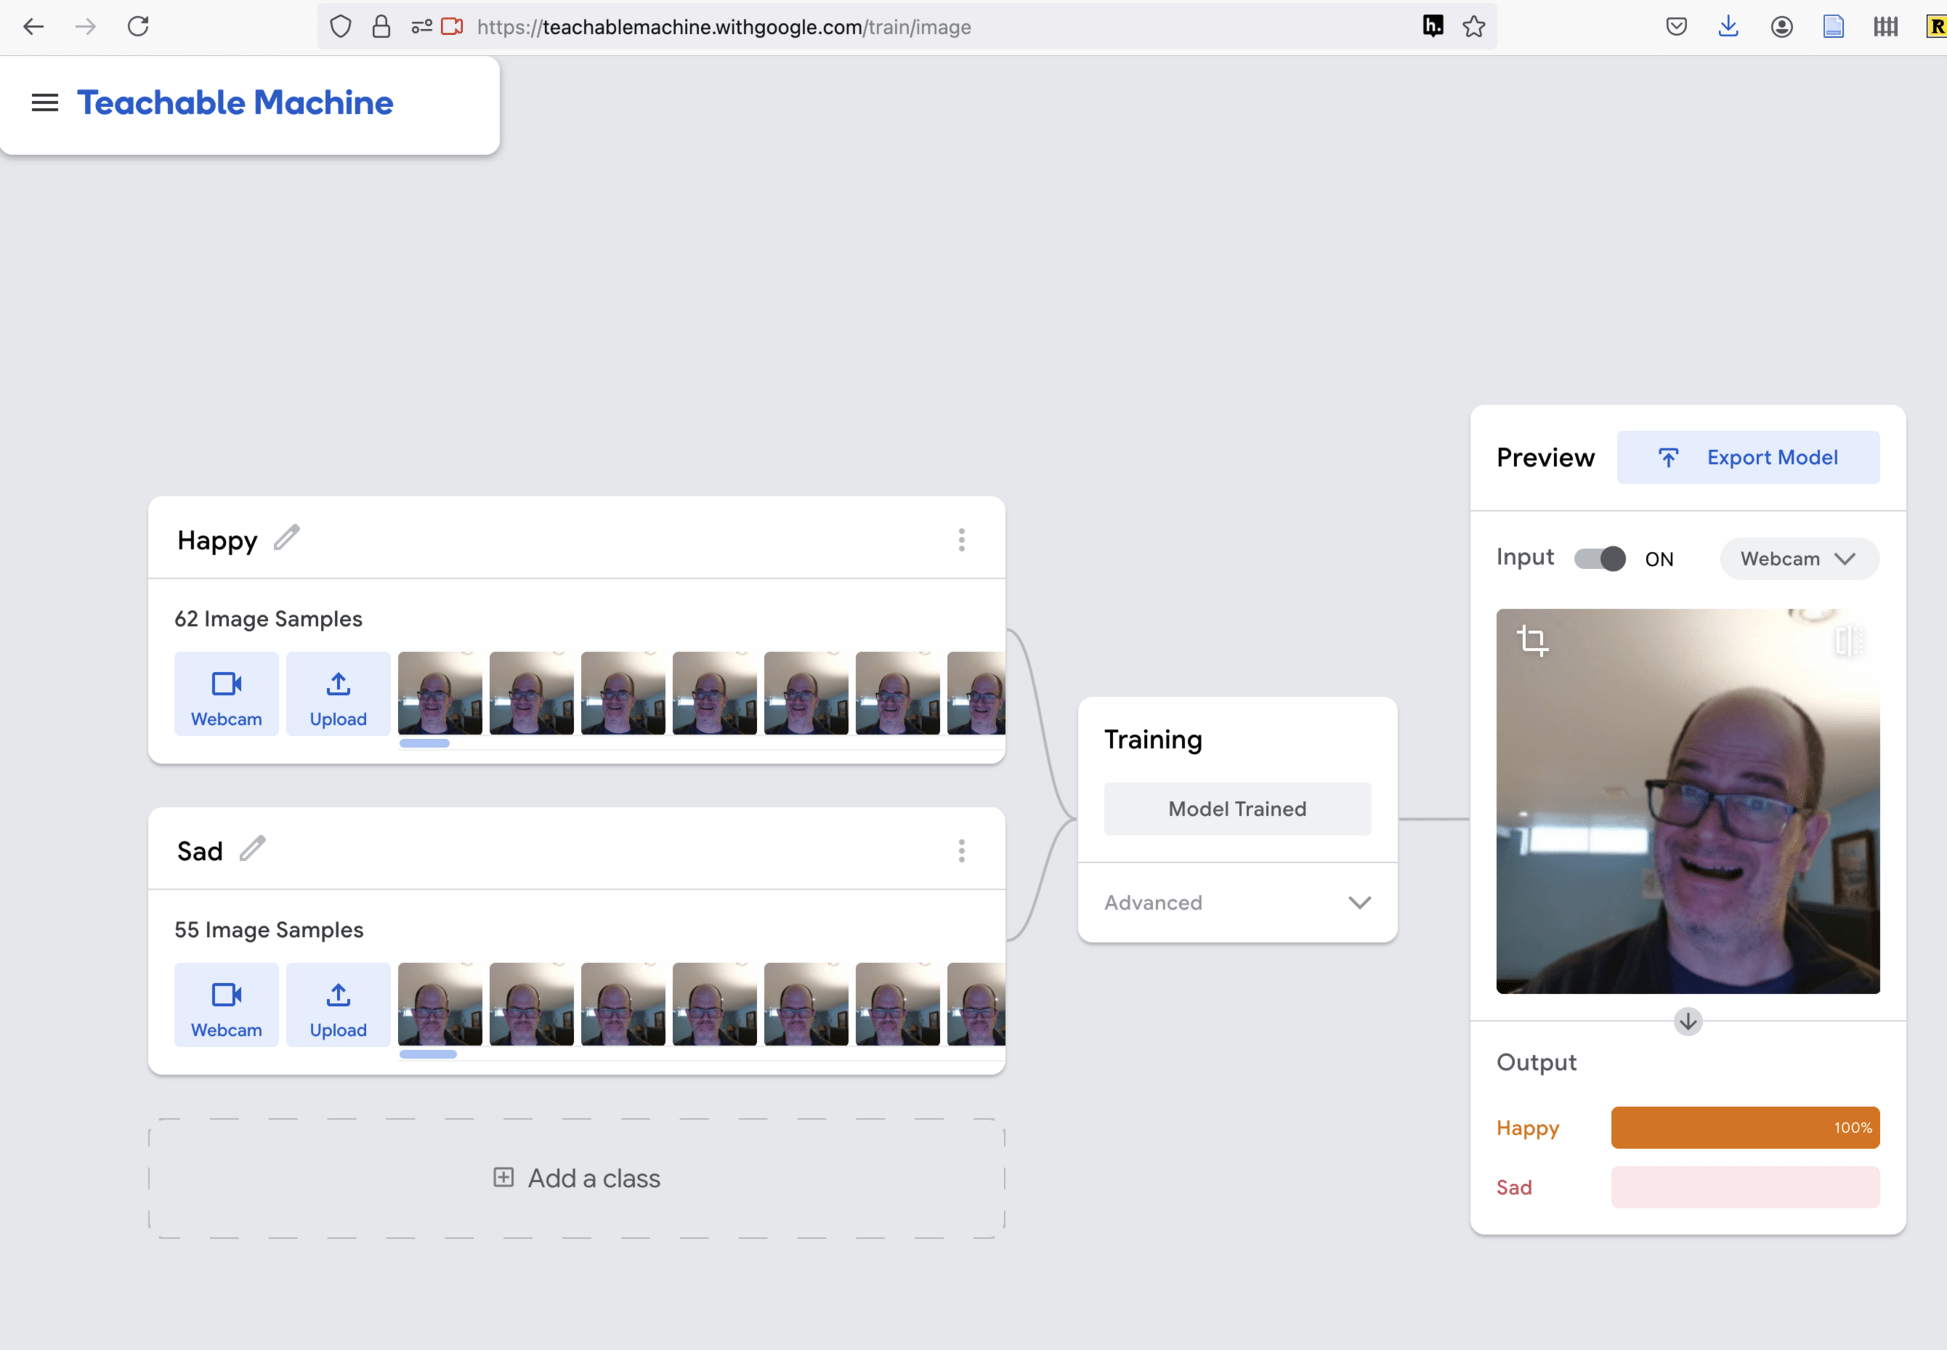 https://teachablemachine.withgoogle.com/train/image
h.
R
Teachable Machine
Happy
62 Image Samples
Webcam
Upload
Sad
55 Image Samples
Webcam
Upload
Add a class
Training
Model Trained
Advanced
Preview
Export Model
Input
ON
Webcam
Output
Happy
100%
Sad